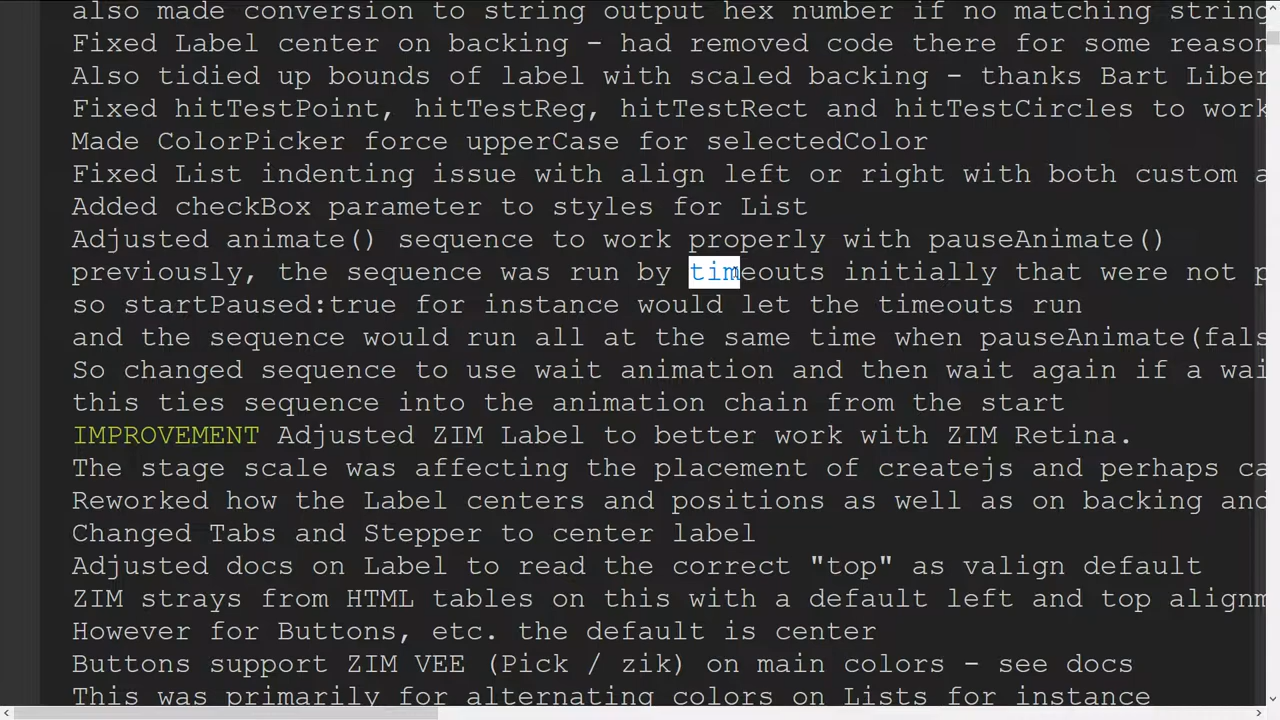 also made conversion to string output hex number if no matching string
Fixed Label center on backing - had removed code there for some reason
Also tidied up bounds of label with scaled backing - thanks Bart Liber
Fixed hitTestPoint, hitTestReg, hitTestRect and hitTestCircles to work
Made ColorPicker force upperCase for selectedColor
Fixed List indenting issue with align left or right with both custom a
Added checkBox parameter to styles for List
Adjusted animate() sequence to work properly with pauseAnimate()
previously, the sequence was run by timeouts initially that were not p
so startPaused:true for instance would let the timeouts run
and the sequence would run all at the same time when pauseAnimate(fals
So changed sequence to use wait animation and then wait again if a wai
this ties sequence into the animation chain from the start
IMPROVEMENT Adjusted ZIM Label to better work with ZIM Retina.
The stage scale was affecting the placement of createjs and perhaps ca
Reworked how the Label centers and positions as well as on backing and
Changed Tabs and Stepper to center label
Adjusted docs on Label to read the correct "top" as valign default
ZIM strays from HTML tables on this with a default left and top alignm
However for Buttons, etc. the default is center
Buttons support ZIM VEE (Pick / zik) on main colors - see docs
This was primarily for alternating colors on Lists for instance